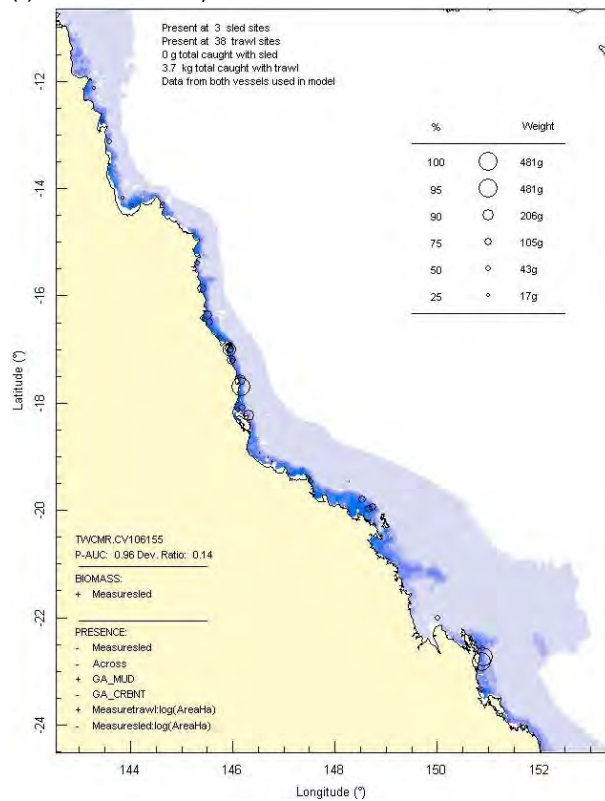 Present at 3 sled sites
Present at 38 trawl sites
0 g total caught with sled
3.7 kg total caught with trawl
Data from both vessels used in model
% Weight
100 481g
95 481g
90 206g
75 105g
50 43g
25 17g
-12
-14
-16
-18
-20
-22
-24
Latitude (°)
TWCMR.CV106155
P-AUC: 0.96 Dev. Ratio: 0.14
BIOMASS:
+ Measuresled
PRESENCE:
- Measuresled
- Across
+ GA_MUD
- GA_CRBNT
+ Measuretrawl:log(AreaHa)
- Measuresled:log(AreaHa)
144 146 148 150 152
Longitude (°)